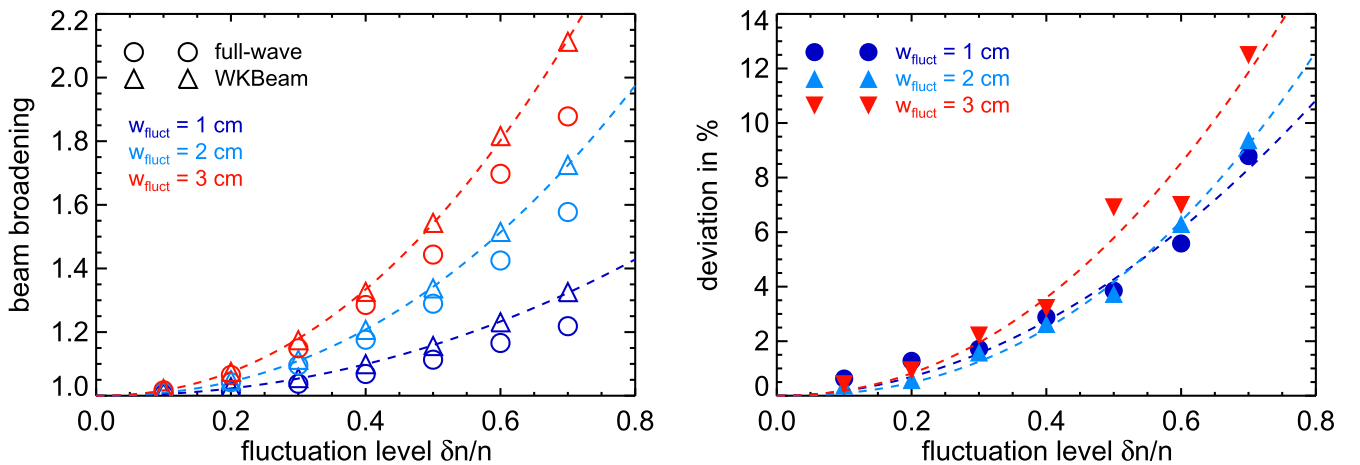 2.2
2.0
1.8
1.6
1.4
1.2
1.0
beam broadening
full-wave
WKBeam
w_fluct = 1 cm
w_fluct = 2 cm
w_fluct = 3 cm
0.0 0.2 0.4 0.6 0.8
fluctuation level δn/n
14
12
10
8
6
4
2
0
deviation in %
w_fluct = 1 cm
w_fluct = 2 cm
w_fluct = 3 cm
0.0 0.2 0.4 0.6 0.8
fluctuation level δn/n